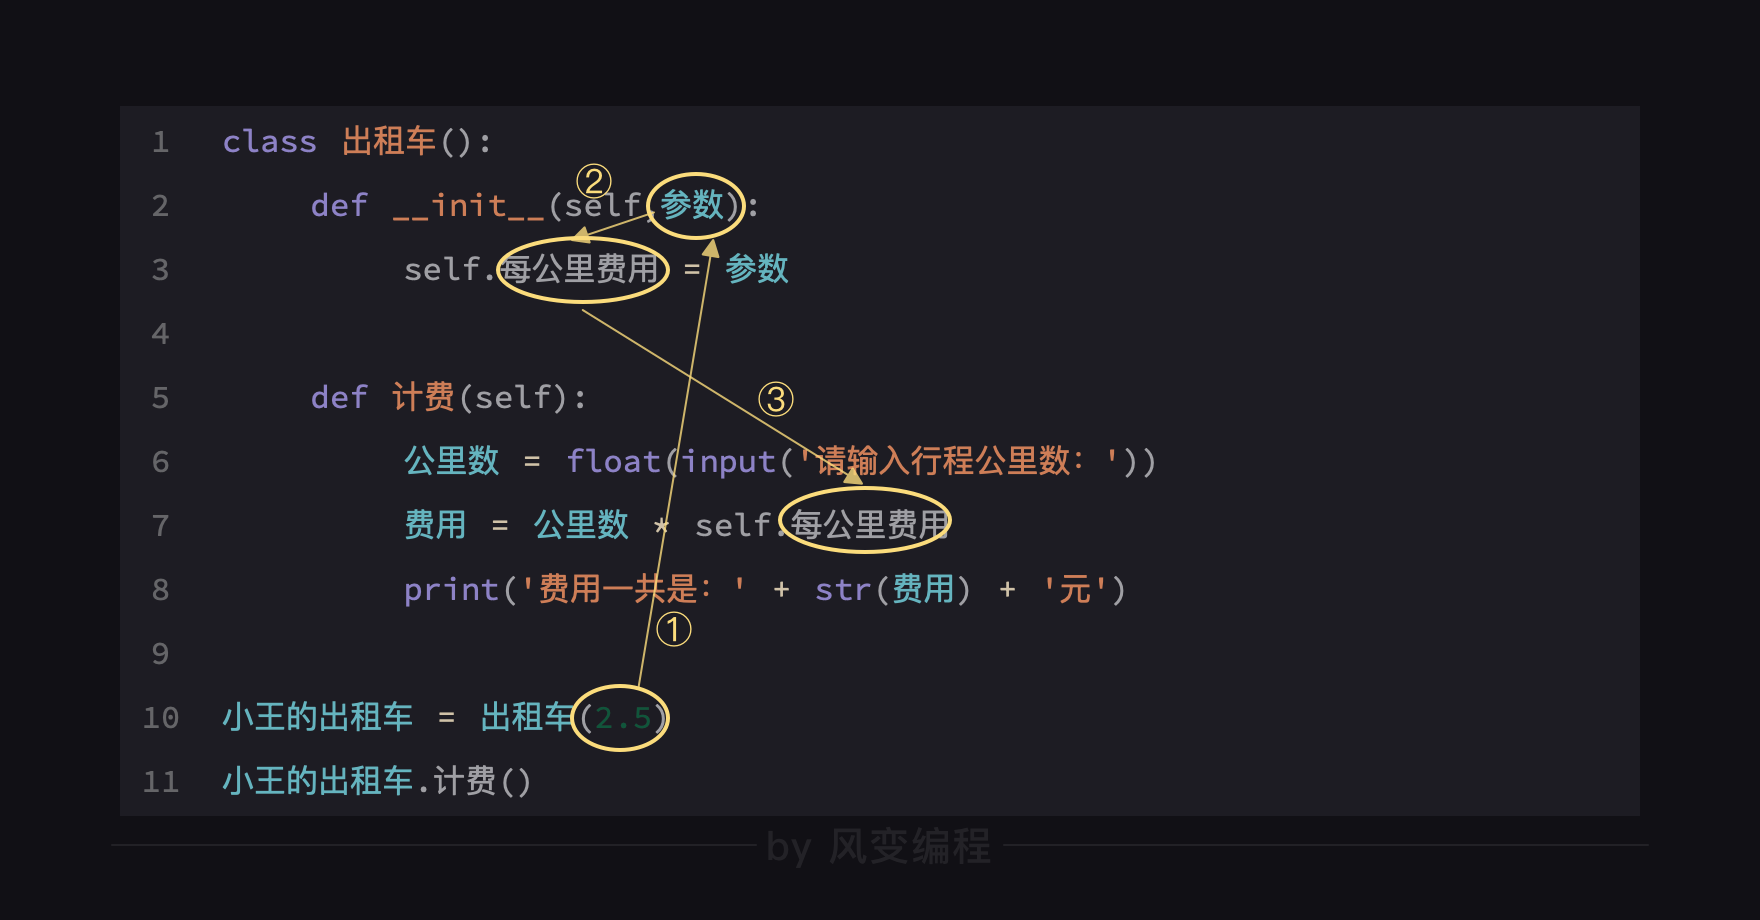 1 class 出租车():
②
2 def __init__(self,参数):
3 self.每公里费用 = 参数
4
5 def 计费(self):
③
6 公里数 = float(input('请输入行程公里数：'))
7 费用 = 公里数 * self.每公里费用
8 print('费用一共是：' + str(费用) + '元')
①
9
10 小王的出租车 = 出租车(2.5)
11 小王的出租车.计费()
by 风变编程